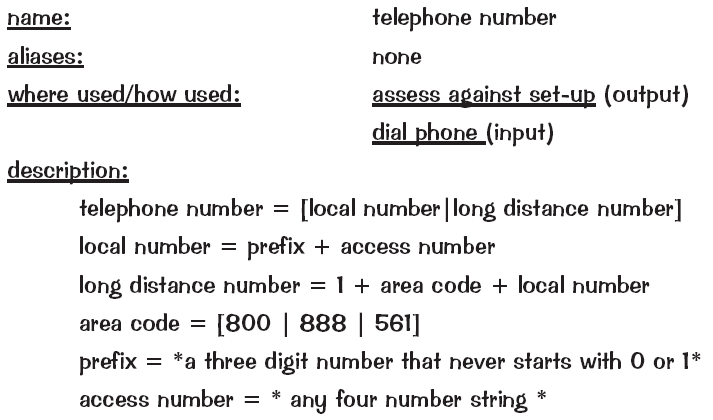 name: telephone number
aliases: none
where used/how used: assess against set-up (output)
dial phone (input)
description:
telephone number = [local number|long distance number]
local number = prefix + access number
long distance number = 1 + area code + local number
area code = [800 | 888 | 561]
prefix = *a three digit number that never starts with 0 or 1*
access number = * any four number string *